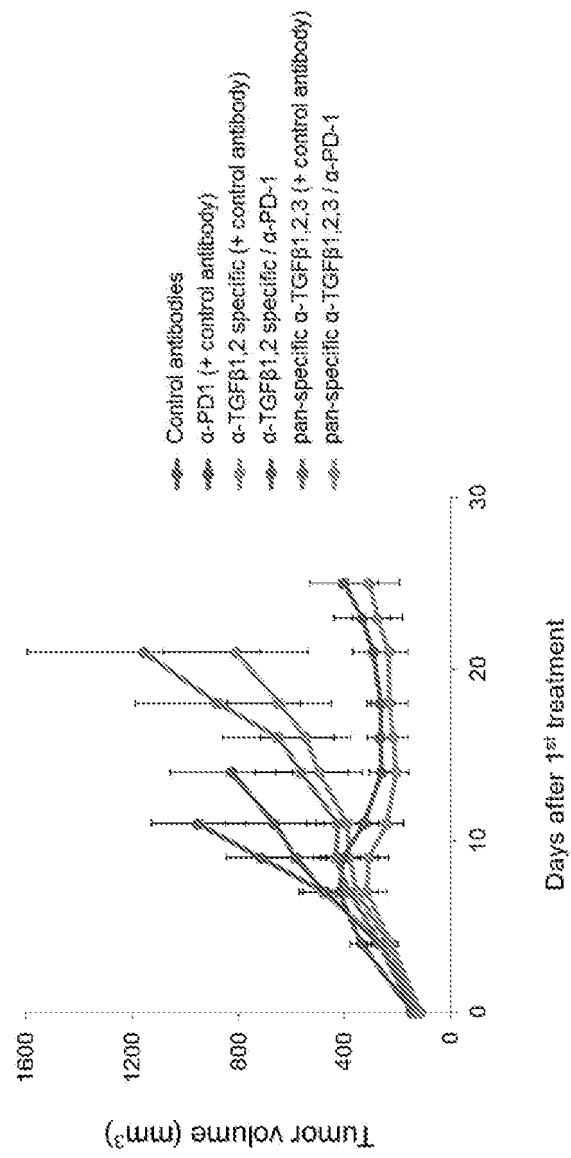 Tumor volume (mm³)
1600
1200
800
400
0
0
10
20
30
Days after 1ˢᵗ treatment
Control antibodies
α-PD1 (+ control antibody)
α-TGFβ1,2 specific (+ control antibody)
α-TGFβ1,2 specific / α-PD-1
pan-specific α-TGFβ1,2,3 (+ control antibody)
pan-specific α-TGFβ1,2,3 / α-PD-1